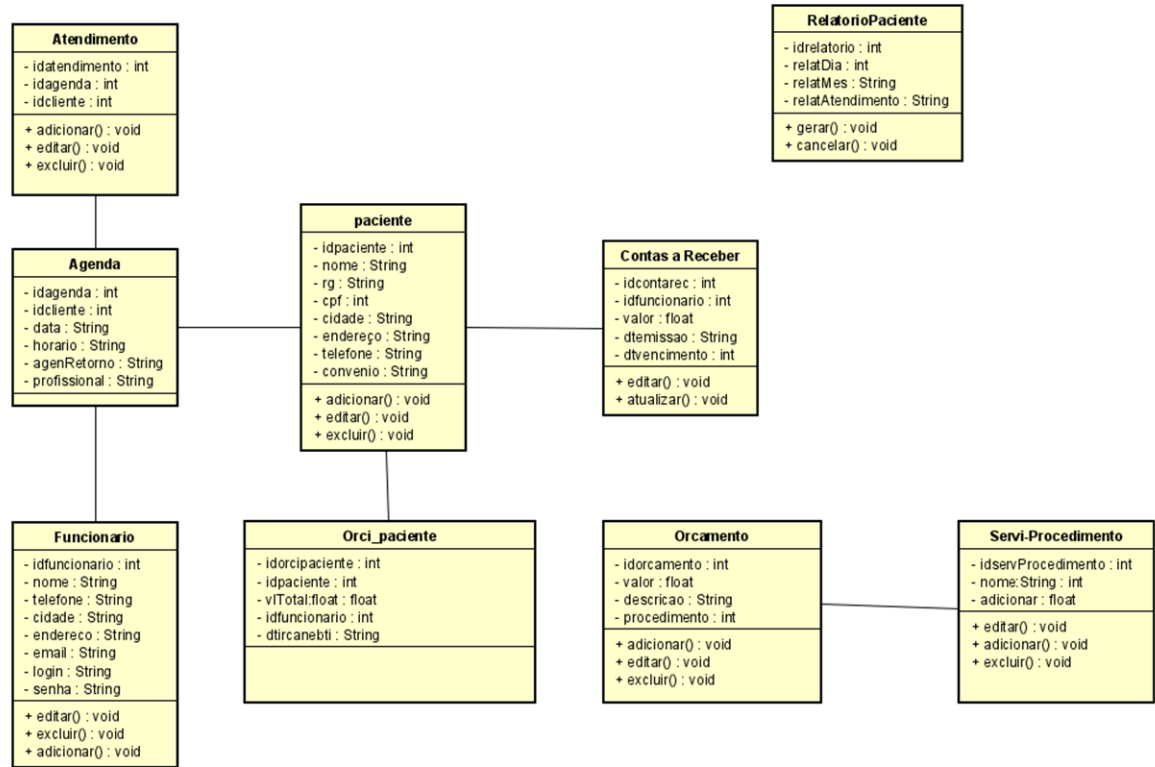 Atendimento
- idatendimento : int
- idagenda : int
- idcliente : int
+ adicionar() : void
+ editar() : void
+ excluir() : void
RelatorioPaciente
- idrelatorio : int
- relatDia : int
- relatMes : String
- relatAtendimento : String
+ gerar() : void
+ cancelar() : void
Agenda
- idagenda : int
- idcliente : int
- data : String
- horario : String
- agenRetorno : String
- profissional : String
paciente
- idpaciente : int
- nome : String
- rg : String
- cpf : int
- cidade : String
- endereço : String
- telefone : String
- convenio : String
+ adicionar() : void
+ editar() : void
+ excluir() : void
Contas a Receber
- idcontarec : int
- idfuncionario : int
- valor : float
- dtemissao : String
- dtvencimento : int
+ editar() : void
+ atualizar() : void
Funcionario
- idfuncionario : int
- nome : String
- telefone : String
- cidade : String
- endereco : String
- email : String
- login : String
- senha : String
+ editar() : void
+ excluir() : void
+ adicionar() : void
Orci_paciente
- idorcipaciente : int
- idpaciente : int
- vlTotal:float : float
- idfuncionario : int
- dtircanebti : String
Orcamento
- idorcamento : int
- valor : float
- descricao : String
- procedimento : int
+ adicionar() : void
+ editar() : void
+ excluir() : void
Servi-Procedimento
- idservProcedimento : int
- nome:String : int
- adicionar : float
+ editar() : void
+ adicionar() : void
+ excluir() : void